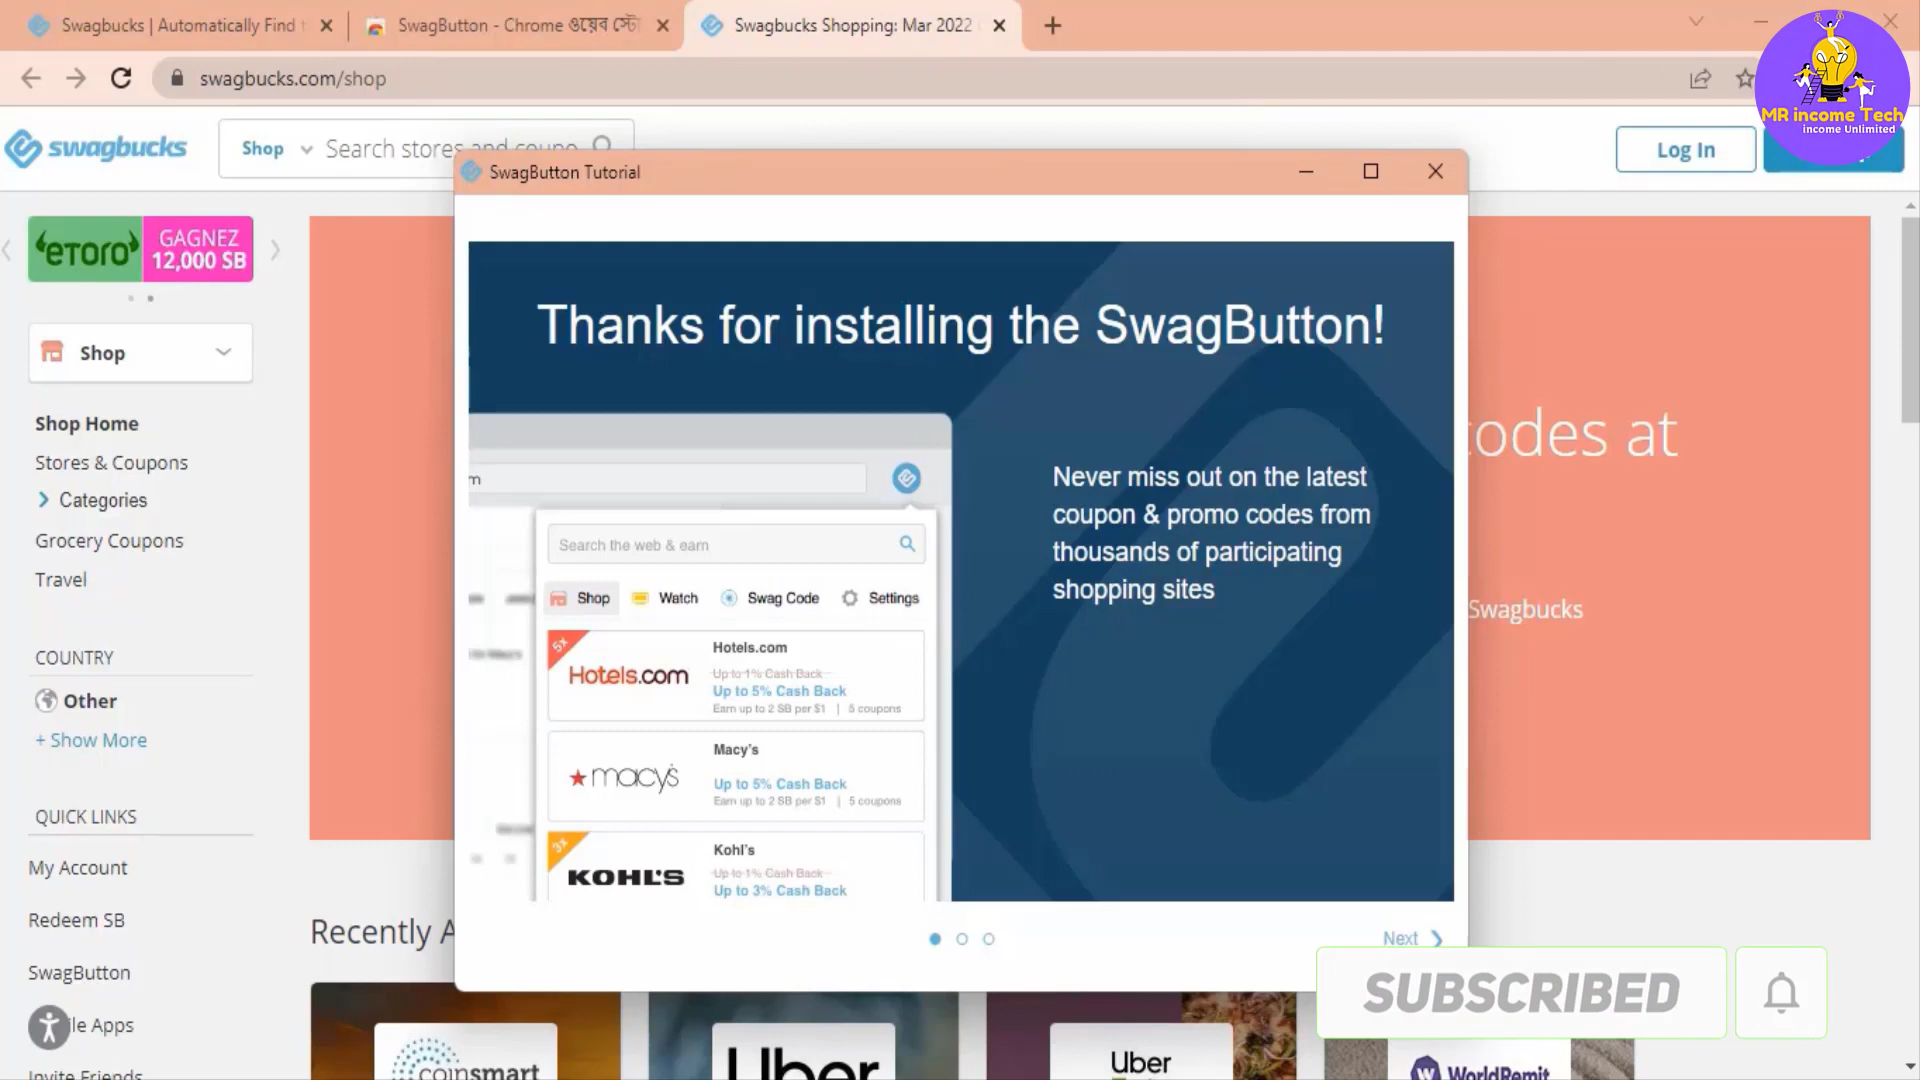 Swagbucks | Automatically Find
SwagButton - Chrome ওয়েব স্টো
Swagbucks Shopping: Mar 2022
swagbucks.com/shop
MR income Tech
income Unlimited
swagbucks
Shop
Search stores and coupo
Log In
SwagButton Tutorial
eToro
GAGNEZ
12,000 SB
Shop
Shop Home
Stores & Coupons
Categories
Grocery Coupons
Travel
COUNTRY
Other
+ Show More
QUICK LINKS
My Account
Redeem SB
SwagButton
le Apps
Invite Friends
Thanks for installing the SwagButton!
m
Search the web & earn
Shop
Watch
Swag Code
Settings
5x
Hotels.com
Hotels.com
Up to 1% Cash Back
Up to 5% Cash Back
Earn up to 2 SB per $1 | 5 coupons
★macy's
Macy's
Up to 5% Cash Back
Earn up to 2 SB per $1 | 5 coupons
3x
KOHL'S
Kohl's
Up to 1% Cash Back
Up to 3% Cash Back
Never miss out on the latest
coupon & promo codes from
thousands of participating
shopping sites
Next
codes at
Swagbucks
Recently A
SUBSCRIBED
coinsmart
Uber
Uber
WorldRemit